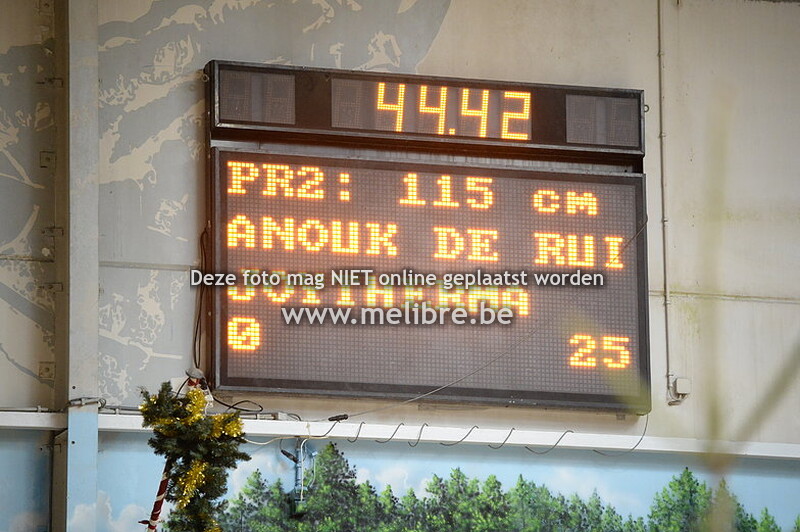 44.42
PR2: 115 cm
ANOUK DE RUI
Deze foto mag NIET online geplaatst worden
www.melibre.be
0 25